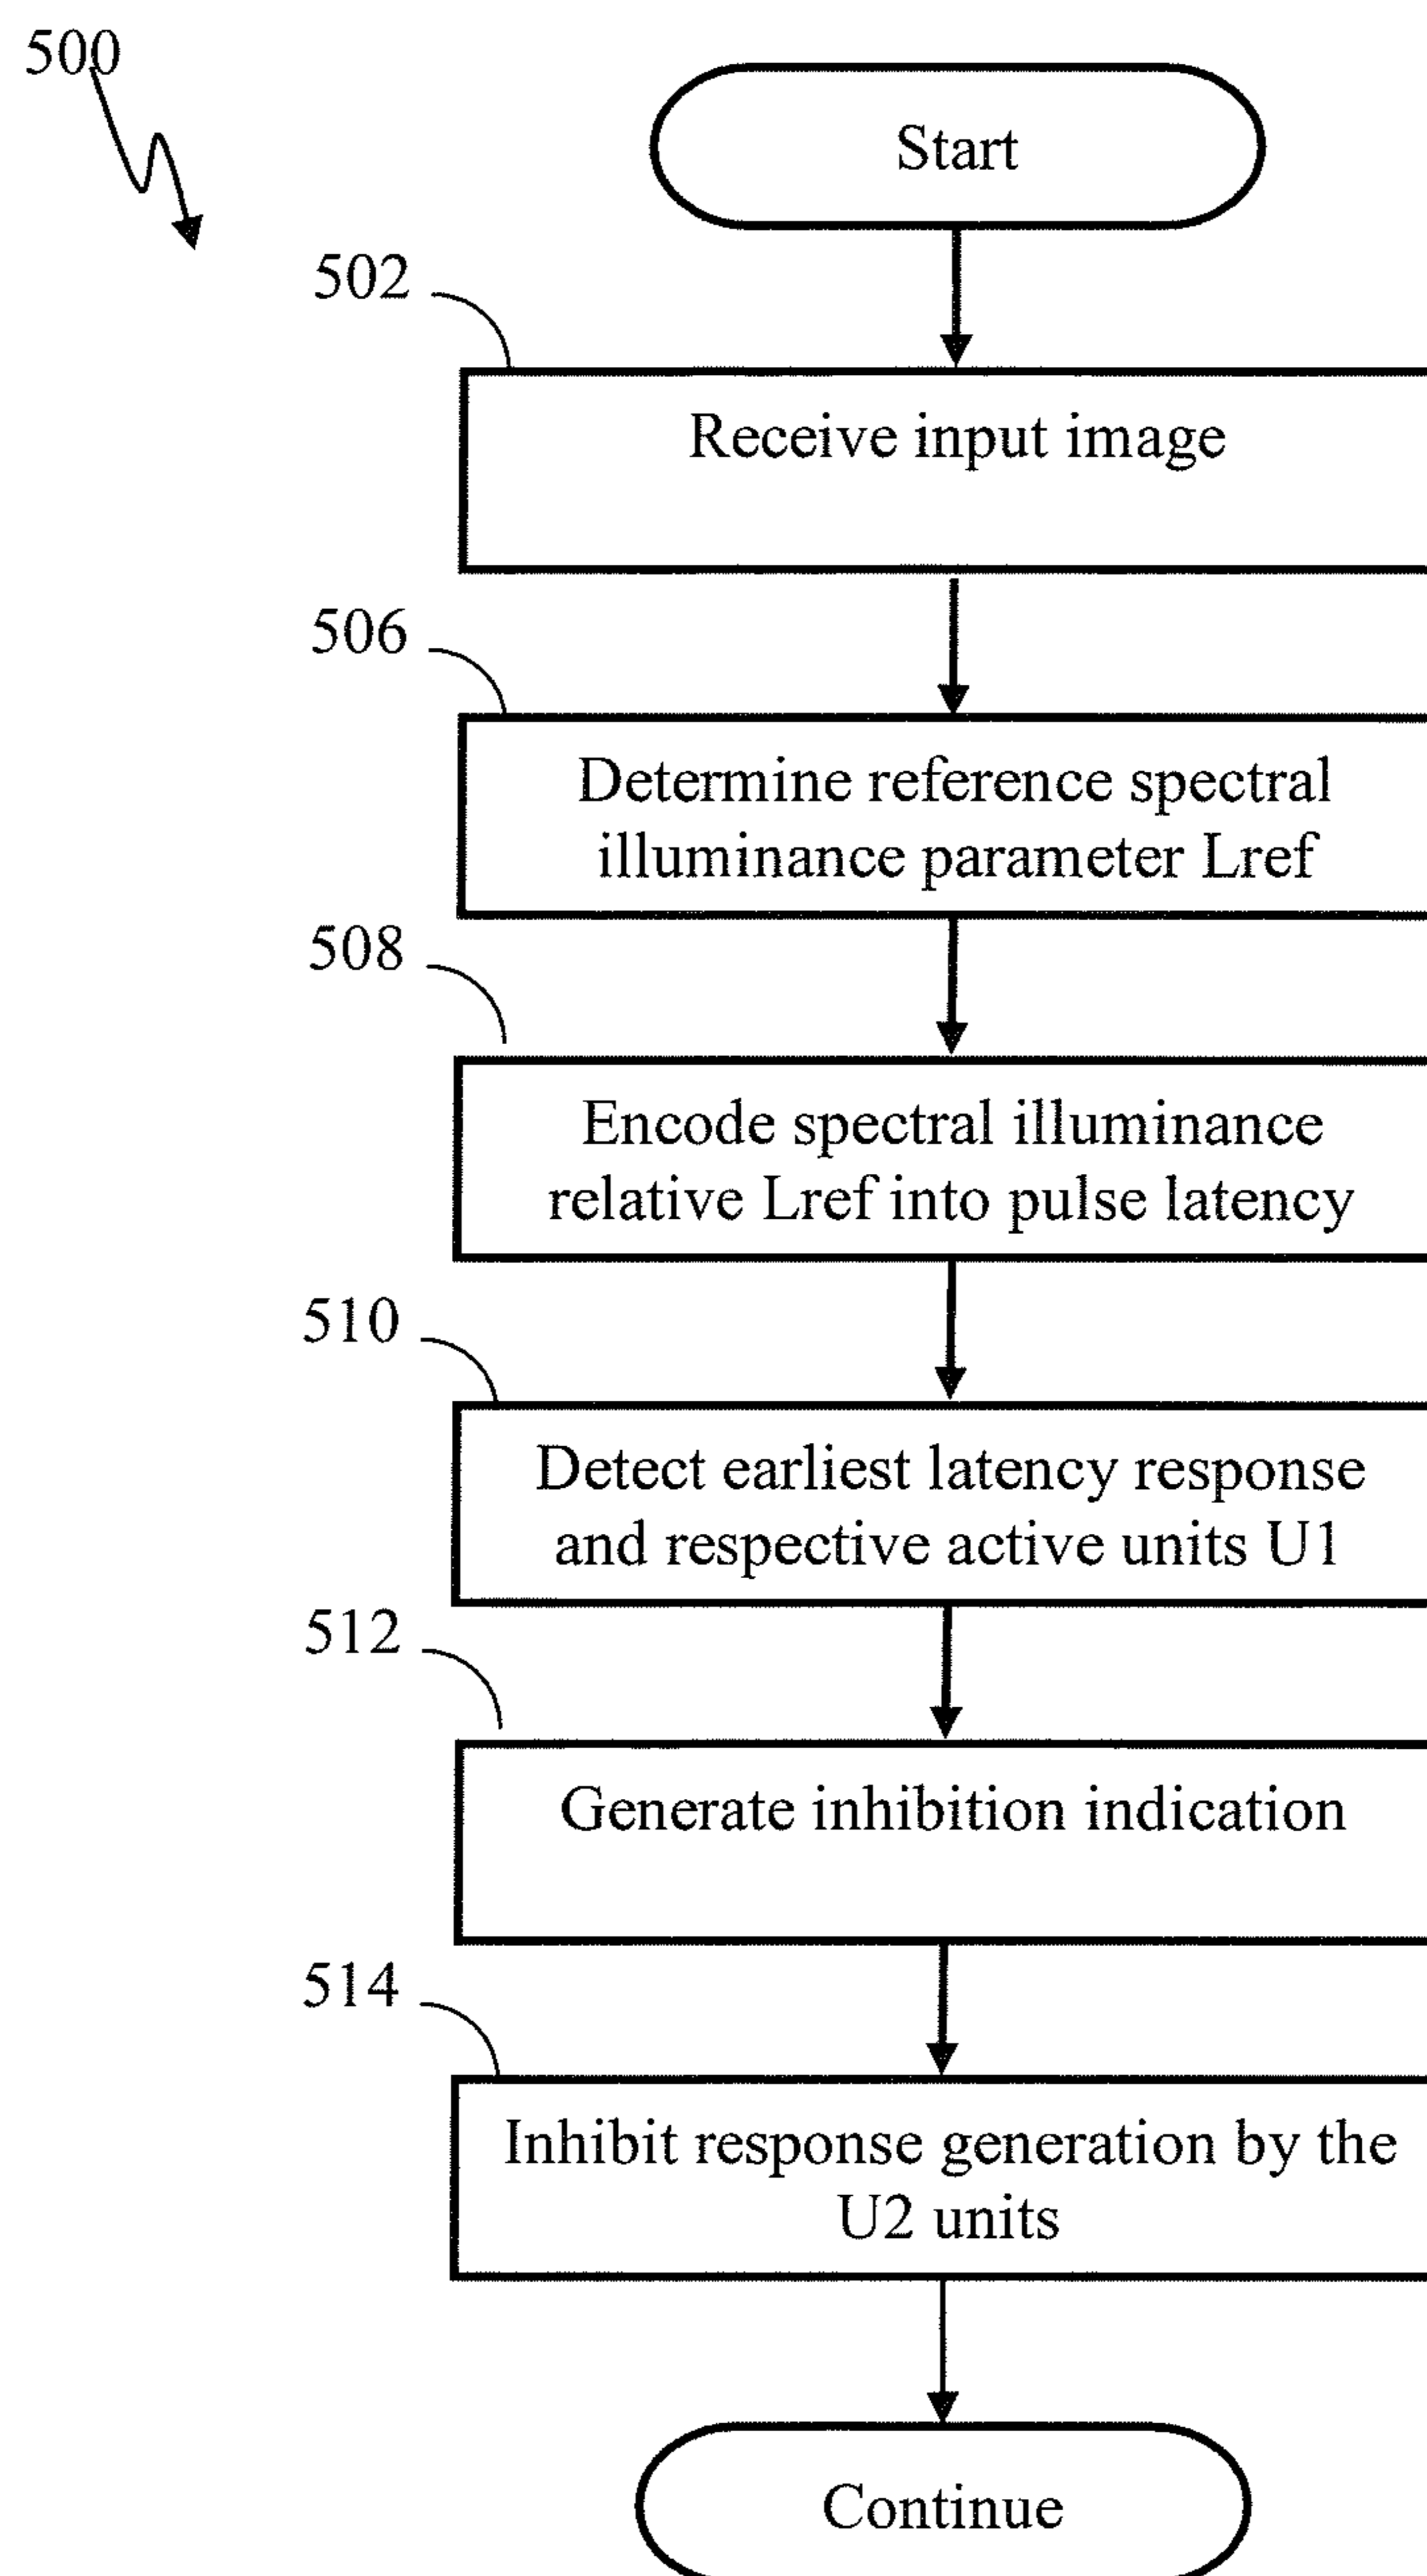 500
Start
502
Receive input image
506
Determine reference spectral
illuminance parameter Lref
508
Encode spectral illuminance
relative Lref into pulse latency
510
Detect earliest latency response
and respective active units U1
512
Generate inhibition indication
514
Inhibit response generation by the
U2 units
Continue